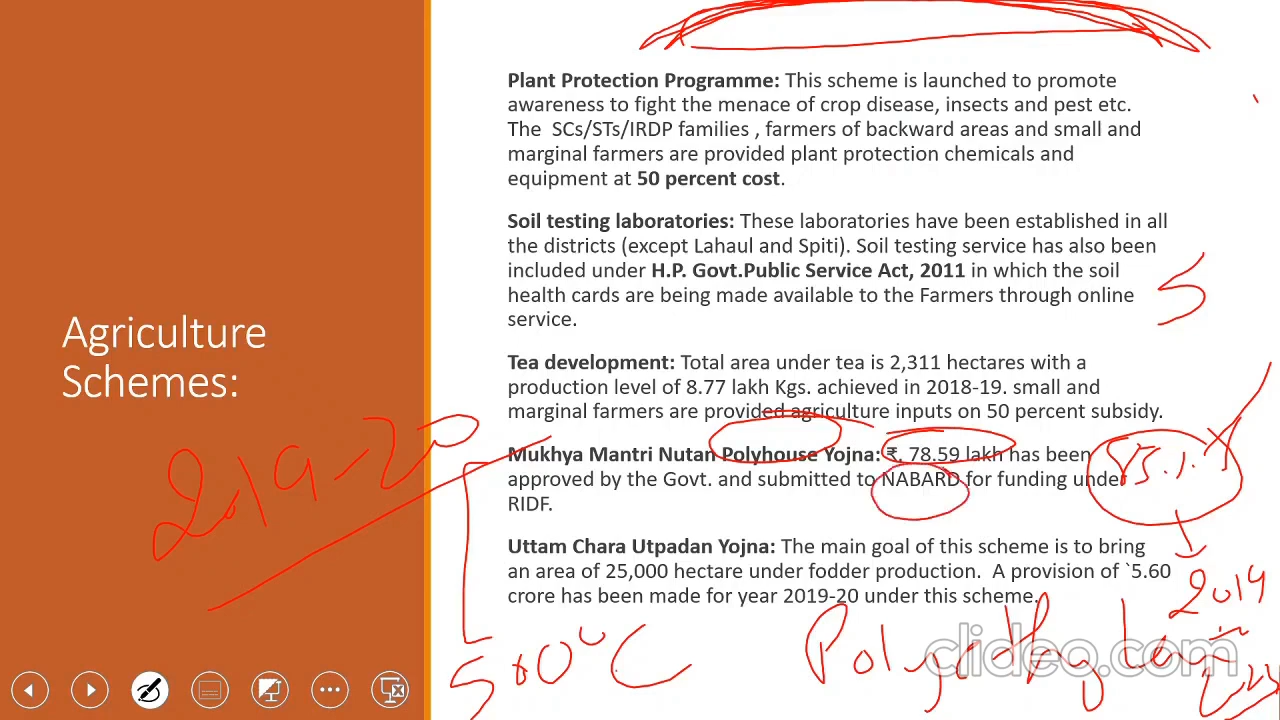 Plant Protection Programme: This scheme is launched to promote
awareness to fight the menace of crop disease, insects and pest etc.
The SCs/STs/IRDP families , farmers of backward areas and small and
marginal farmers are provided plant protection chemicals and
equipment at 50 percent cost.
Soil testing laboratories: These laboratories have been established in all
the districts (except Lahaul and Spiti). Soil testing service has also been
included under H.P. Govt.Public Service Act, 2011 in which the soil
health cards are being made available to the Farmers through online
service.
5
Agriculture
Schemes:
Tea development: Total area under tea is 2,311 hectares with a
production level of 8.77 lakh Kgs. achieved in 2018-19. small and
marginal farmers are provided agriculture inputs on 50 percent subsidy.
2019-20
Mukhya Mantri Nutan Polyhouse Yojna: ₹. 78.59 lakh has been
approved by the Govt. and submitted to NABARD for funding under
RIDF.
85%
Uttam Chara Utpadan Yojna: The main goal of this scheme is to bring
an area of 25,000 hectare under fodder production. A provision of `5.60
crore has been made for year 2019-20 under this scheme.
2019
clideo.com